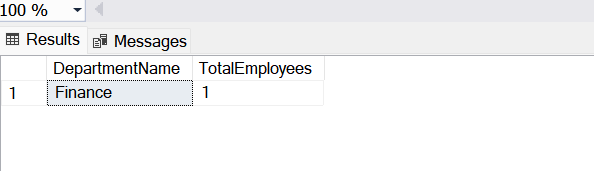 100 %
Results Messages
DepartmentName TotalEmployees
1 Finance 1